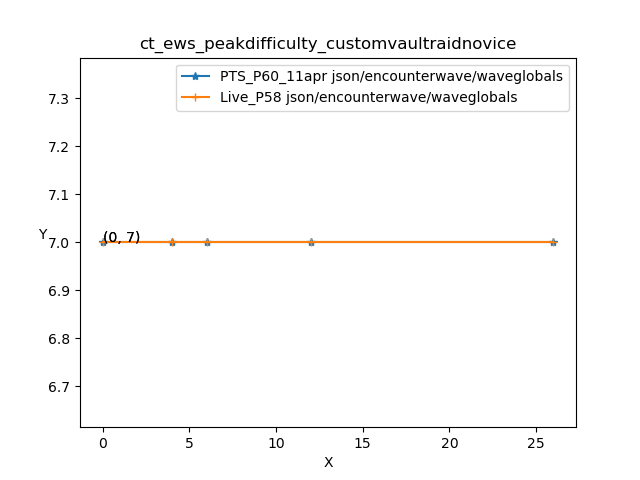 ct_ews_peakdifficulty_customvaultraidnovice
PTS_P60_11apr json/encounterwave/waveglobals
Live_P58 json/encounterwave/waveglobals
7.3
7.2
7.1
Y
7.0
(0, 7)
6.9
6.8
6.7
0 5 10 15 20 25
X